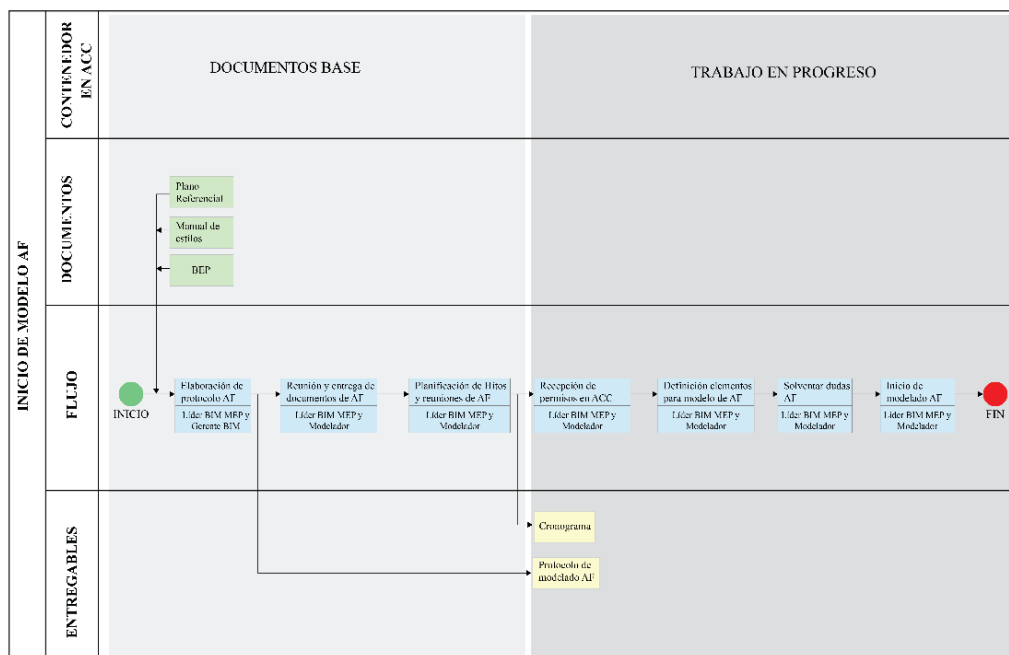 INICIO DE MODELO AF
CONTENEDOR
EN ACC
DOCUMENTOS BASE
TRABAJO EN PROGRESO
DOCUMENTOS
Plano
Referencial
Manual de
estilos
BEP
FLUJO
INICIO
Elaboración de
protocolo AF
Líder BIM MEP y
Gerente BIM
Reunión y entrega de
documentos de AF
Líder BIM MEP y
Modelador
Planificación de Hitos
y reuniones de AF
Líder BIM MEP y
Modelador
Recepción de
permisos en ACC
Líder BIM MEP y
Modelador
Definición elementos
para modelo de AF
Líder BIM MEP y
Modelador
Solventar dudas
AF
Líder BIM MEP y
Modelador
Inicio de
modelado AF
Líder BIM MEP y
Modelador
FIN
ENTREGABLES
Cronograma
Protocolo de
modelado AF